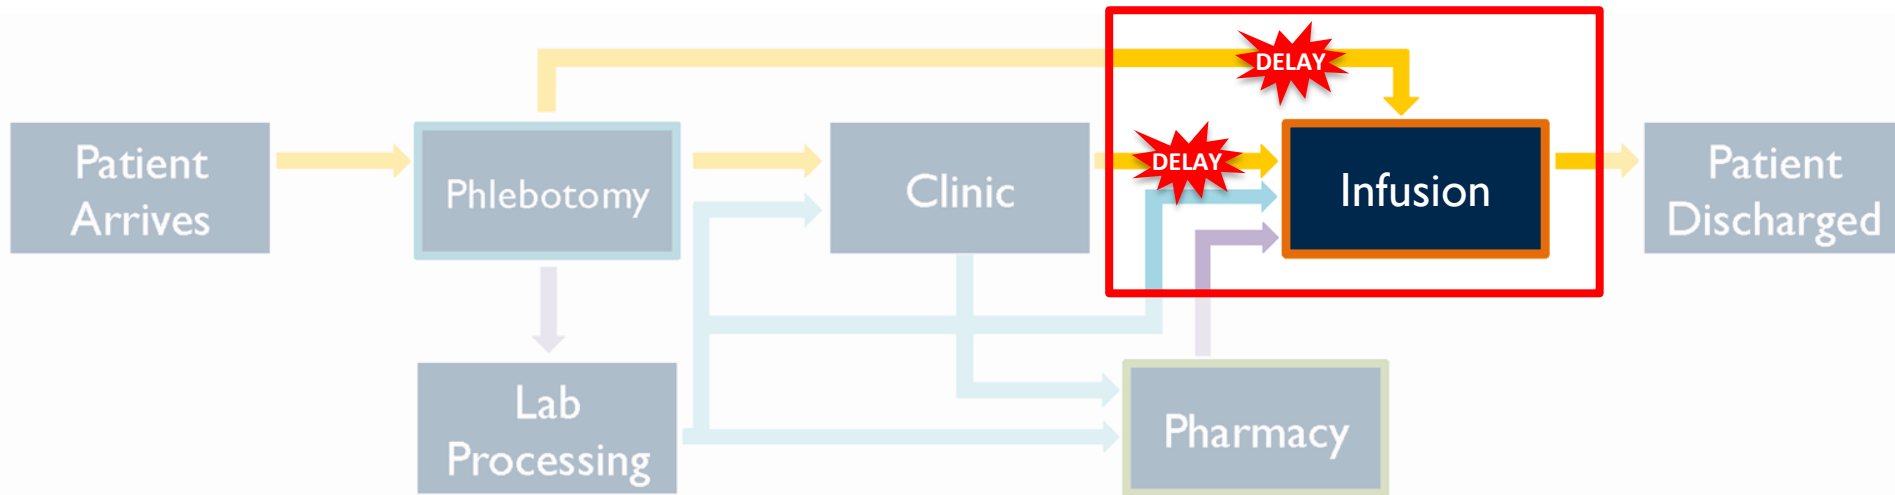 DELAY
Patient
Arrives
Phlebotomy
Clinic
DELAY
Infusion
Patient
Discharged
Lab
Processing
Pharmacy